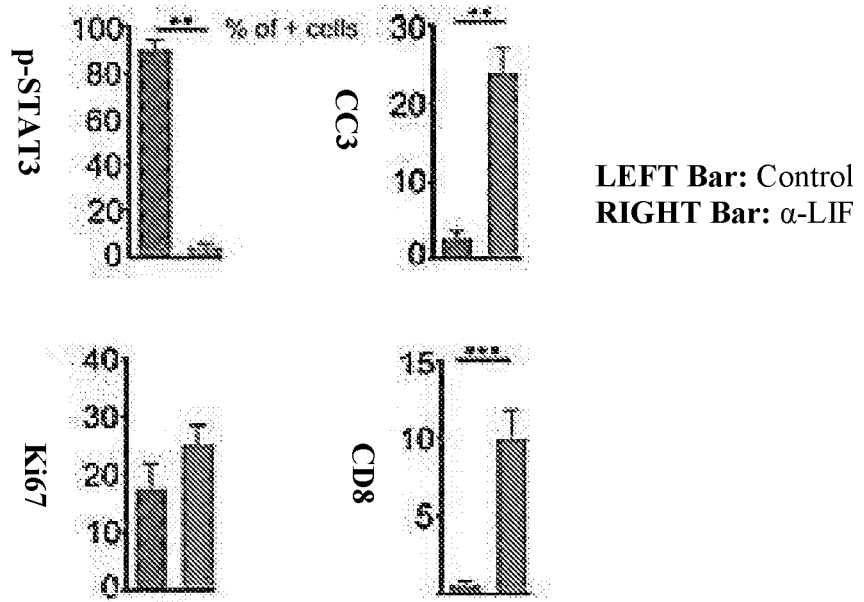 p-STAT3
100
80
60
40
20
0
** % of + cells
CC3
30
20
10
0
**
LEFT Bar: Control
RIGHT Bar: α-LIF
Ki67
40
30
20
10
0
CD8
15
10
5
***